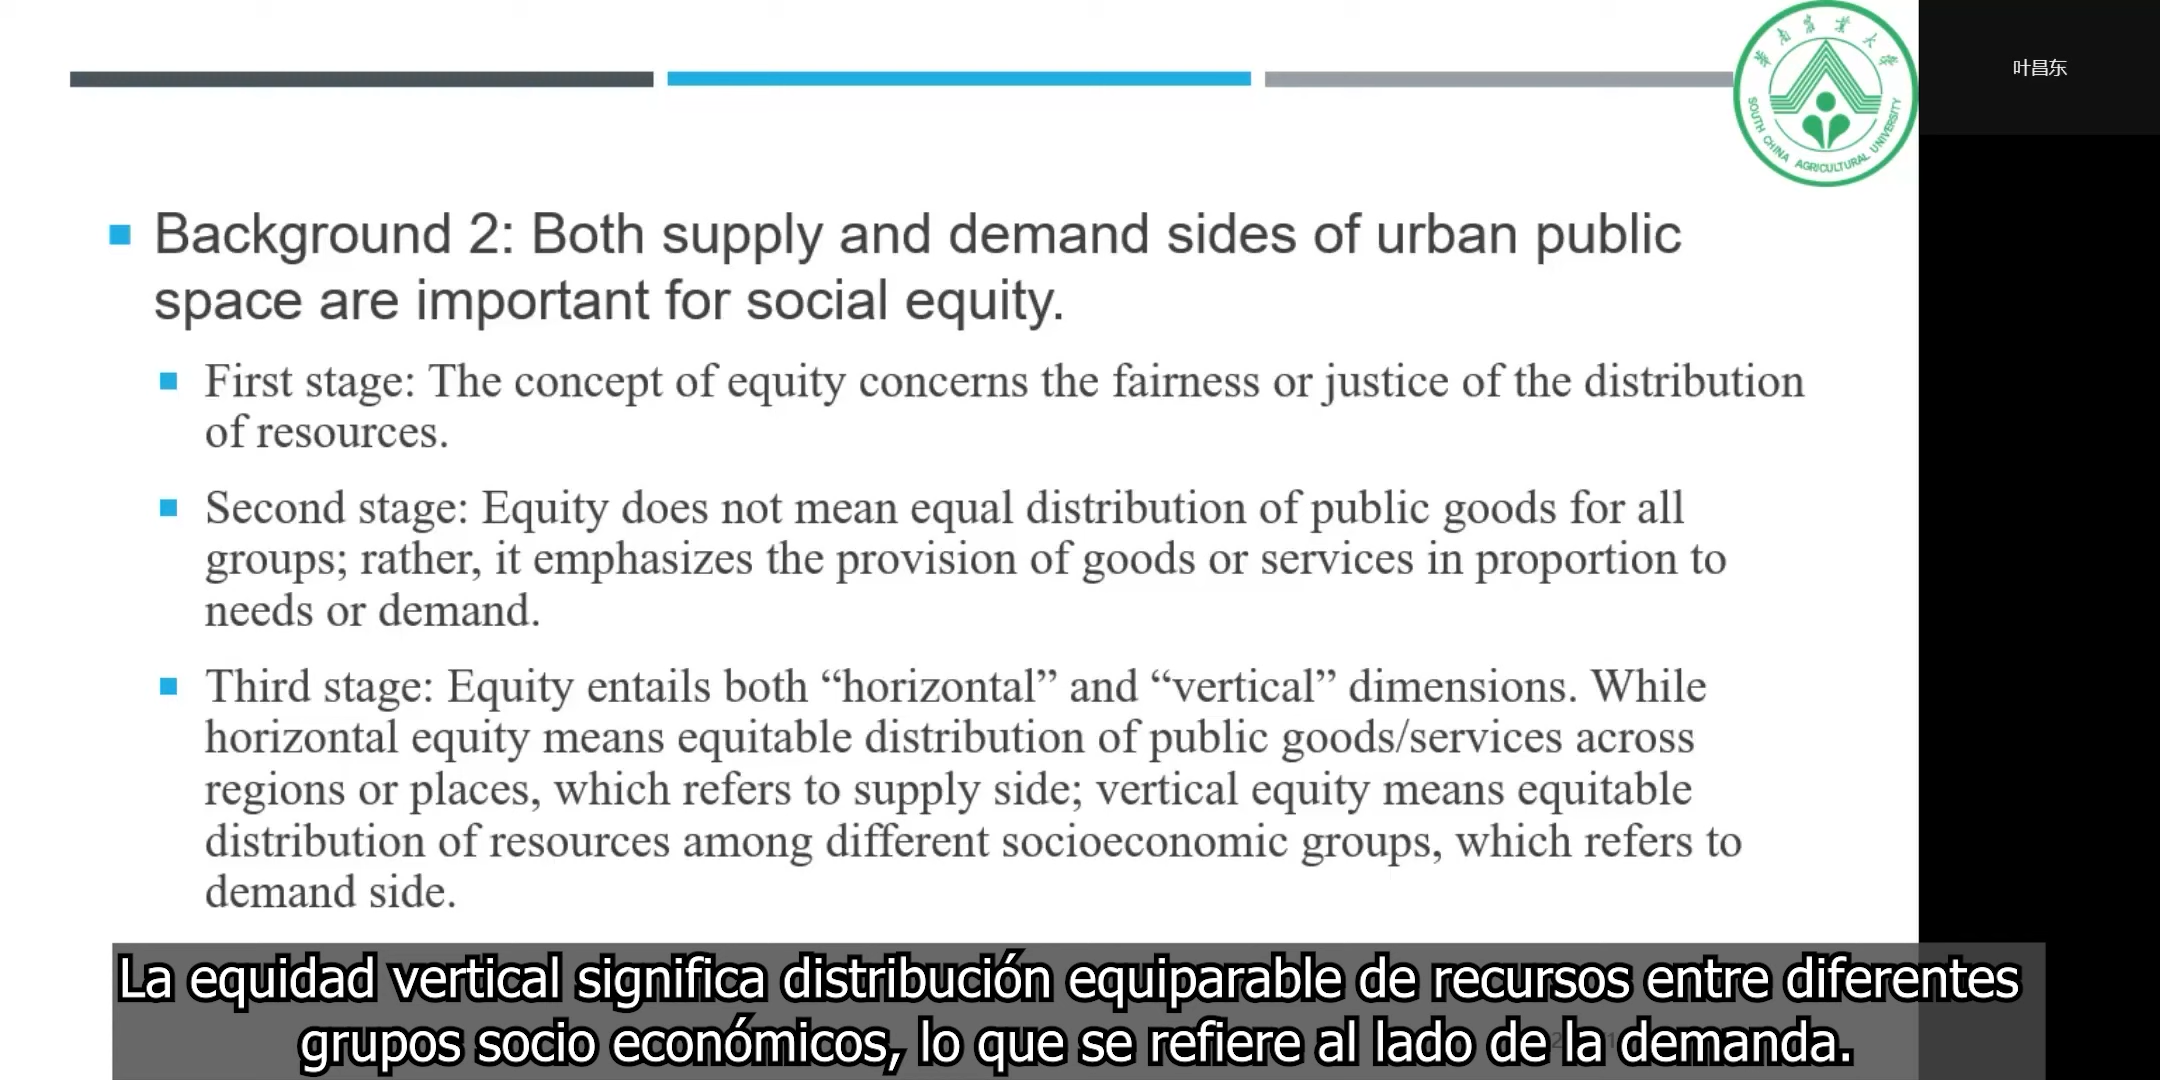 华南农业大学
SOUTH CHINA AGRICULTURAL UNIVERSITY
叶昌东
Background 2: Both supply and demand sides of urban public
space are important for social equity.
First stage: The concept of equity concerns the fairness or justice of the distribution
of resources.
Second stage: Equity does not mean equal distribution of public goods for all
groups; rather, it emphasizes the provision of goods or services in proportion to
needs or demand.
Third stage: Equity entails both “horizontal” and “vertical” dimensions. While
horizontal equity means equitable distribution of public goods/services across
regions or places, which refers to supply side; vertical equity means equitable
distribution of resources among different socioeconomic groups, which refers to
demand side.
La equidad vertical significa distribución equiparable de recursos entre diferentes
grupos socio económicos, lo que se refiere al lado de la demanda.